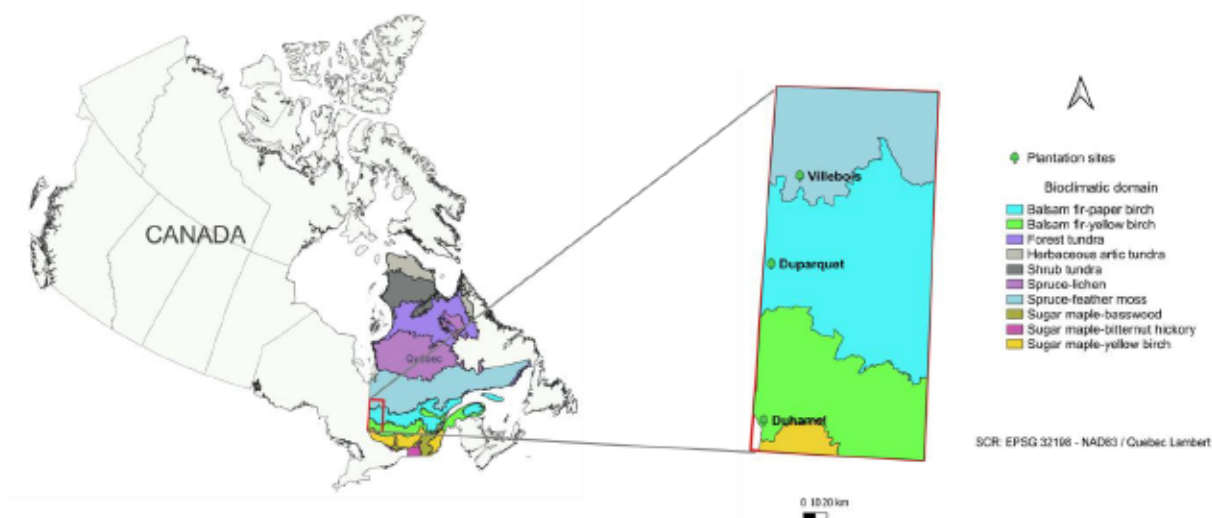 CANADA
Québec
Villebois
Duparquet
Duhamel
Plantation sites
Bioclimatic domain
Balsam fir-paper birch
Balsam fir-yellow birch
Forest tundra
Herbaceous artic tundra
Shrub tundra
Spruce-lichen
Spruce-feather moss
Sugar maple-basswood
Sugar maple-bitternut hickory
Sugar maple-yellow birch
SCR: EPSG 32198 - NAD83 / Quebec Lambert
0 10 20 km